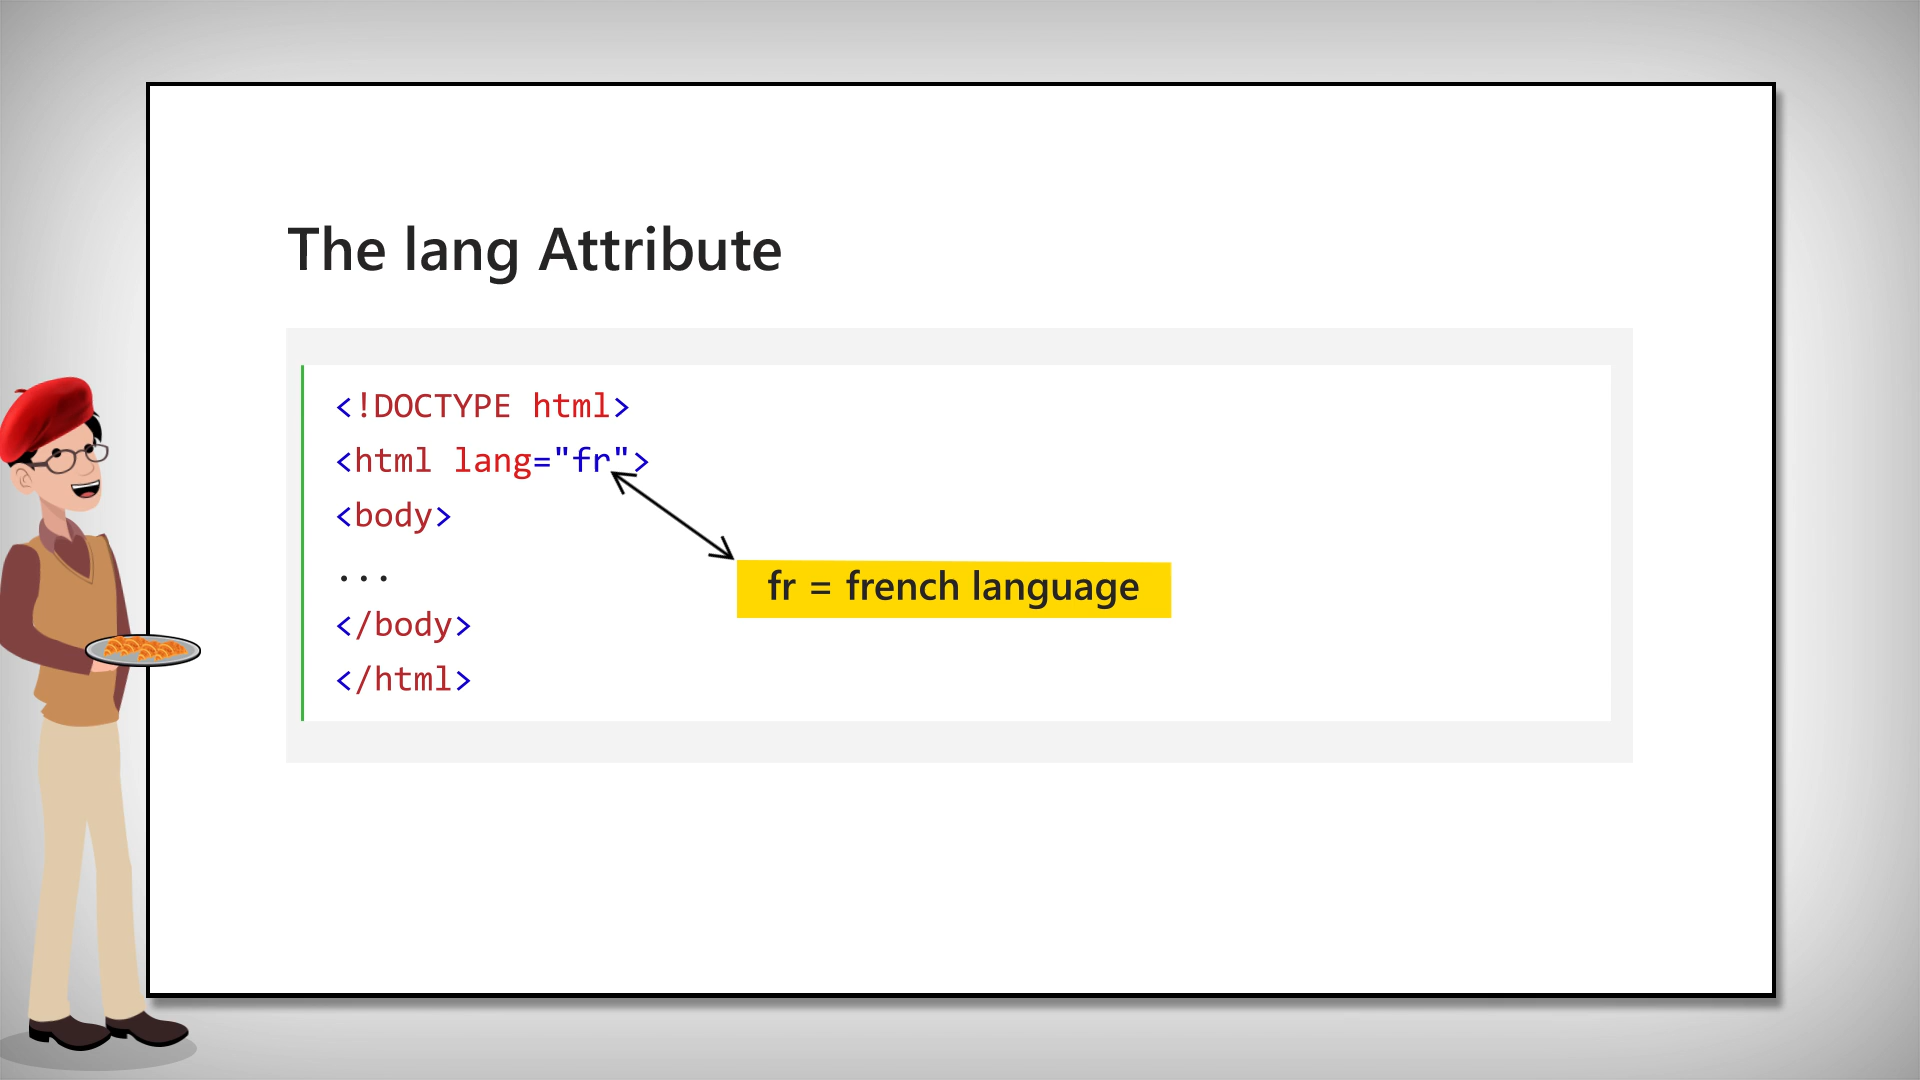 The lang Attribute
<!DOCTYPE html>
<html lang="fr">
<body>
...
fr = french language
</body>
</html>